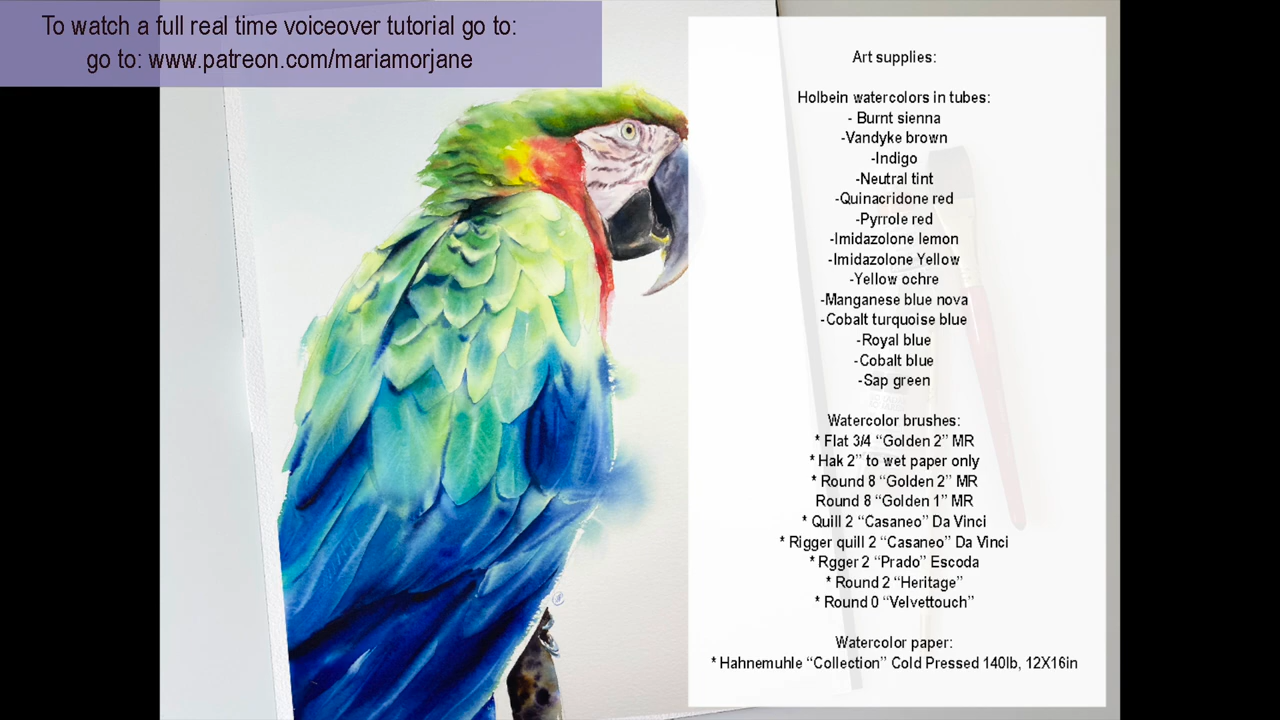 To watch a full real time voiceover tutorial go to:
go to: www.patreon.com/mariamorjane
Art supplies:
Holbein watercolors in tubes:
- Burnt sienna
-Vandyke brown
-Indigo
-Neutral tint
-Quinacridone red
-Pyrrole red
-Imidazolone lemon
-Imidazolone Yellow
-Yellow ochre
-Manganese blue nova
-Cobalt turquoise blue
-Royal blue
-Cobalt blue
-Sap green
Watercolor brushes:
* Flat 3/4 “Golden 2” MR
* Hak 2” to wet paper only
* Round 8 “Golden 2” MR
Round 8 “Golden 1” MR
* Quill 2 “Casaneo” Da Vinci
* Rigger quill 2 “Casaneo” Da Vinci
* Rgger 2 “Prado” Escoda
* Round 2 “Heritage”
* Round 0 “Velvettouch”
Watercolor paper:
* Hahnemuhle “Collection” Cold Pressed 140lb, 12X16in